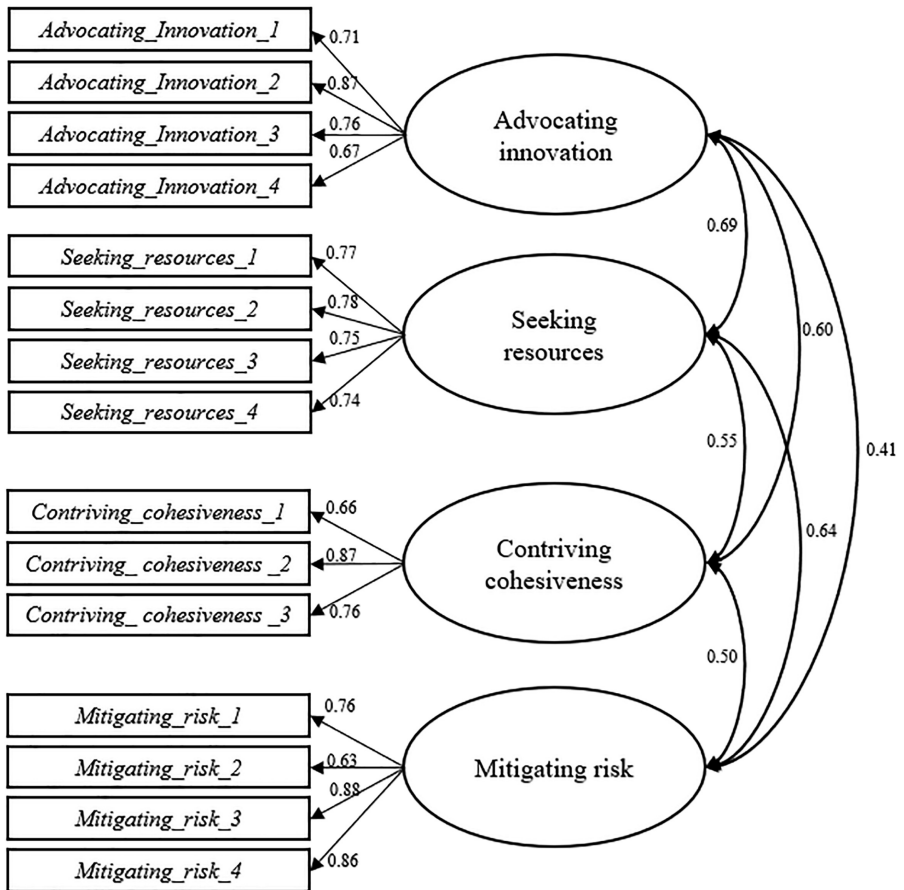 Advocating_Innovation_1
0.71
Advocating_Innovation_2
0.87
Advocating_Innovation_3
0.76
Advocating_Innovation_4
0.67
Advocating
innovation
Seeking_resources_1
0.77
Seeking_resources_2
0.78
Seeking_resources_3
0.75
Seeking_resources_4
0.74
Seeking
resources
Contriving_cohesiveness_1
0.66
Contriving_ cohesiveness _2
0.87
Contriving_ cohesiveness _3
0.76
Contriving
cohesiveness
Mitigating_risk_1
0.76
Mitigating_risk_2
0.63
Mitigating_risk_3
0.88
Mitigating_risk_4
0.86
Mitigating risk
0.69
0.60
0.55
0.41
0.64
0.50